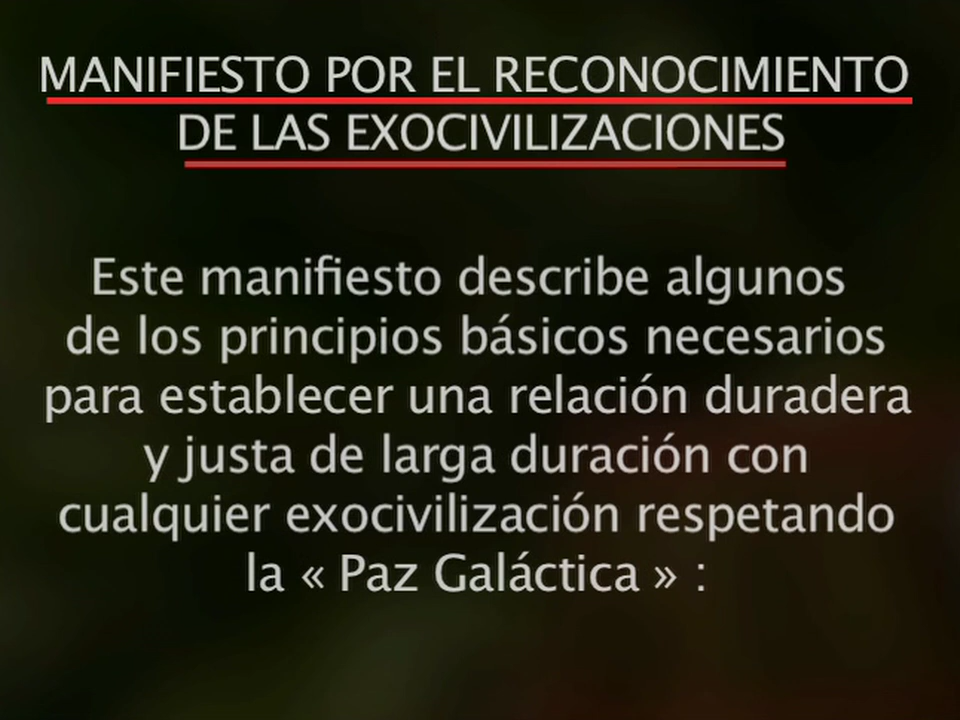 MANIFIESTO POR EL RECONOCIMIENTO
DE LAS EXOCIVILIZACIONES
Este manifiesto describe algunos
de los principios básicos necesarios
para establecer una relación duradera
y justa de larga duración con
cualquier exocivilización respetando
la « Paz Galáctica » :